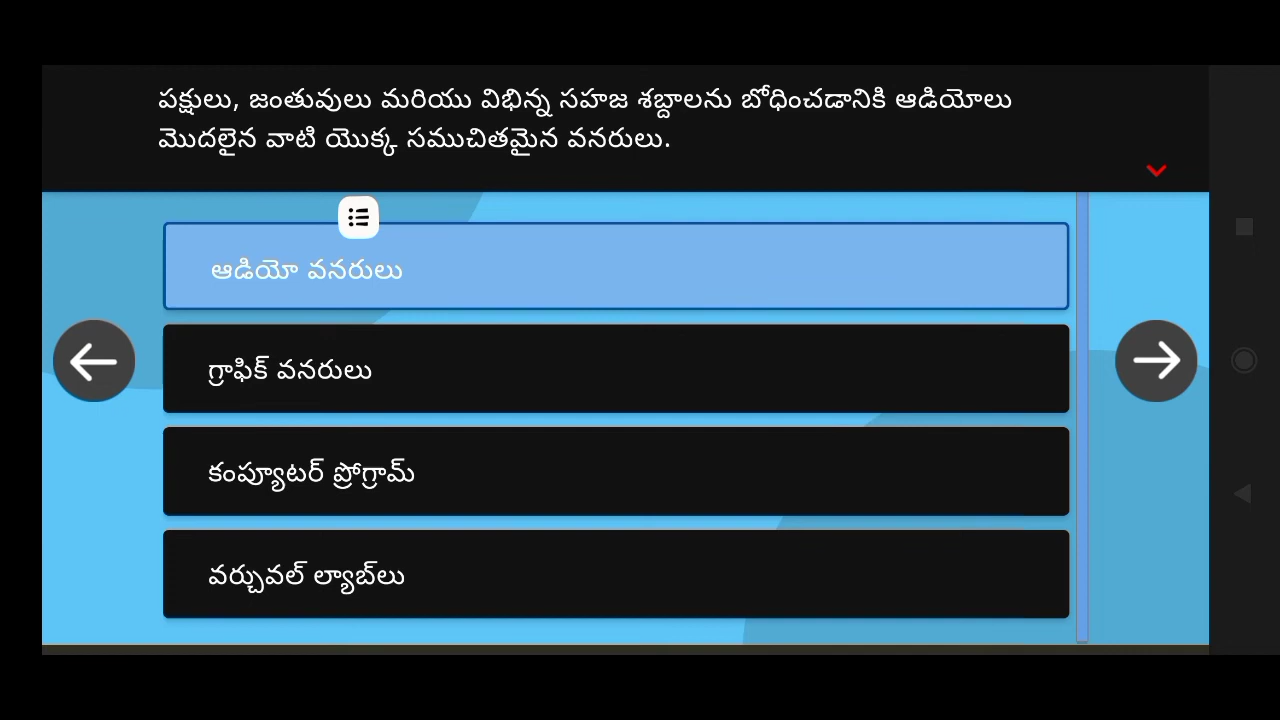 పక్షులు, జంతువులు మరియు విభిన్న సహజ శబ్దాలను బోధించడానికి ఆడియోలు
మొదలైన వాటి యొక్క సముచితమైన వనరులు.
ఆడియో వనరులు
గ్రాఫిక్ వనరులు
కంప్యూటర్ ప్రోగ్రామ్
వర్చువల్ ల్యాబ్‌లు